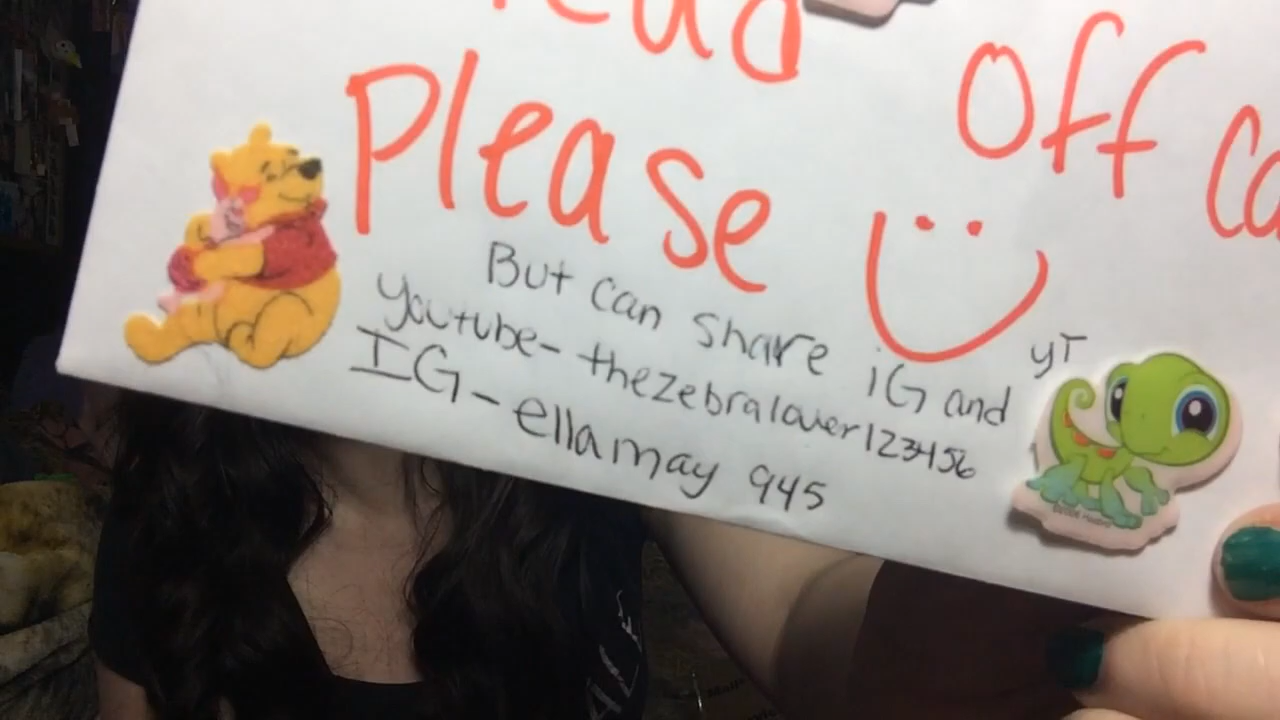 Off
Please
But can share iG and YT
youtube- thezebralover123456
IG- ellamay 945